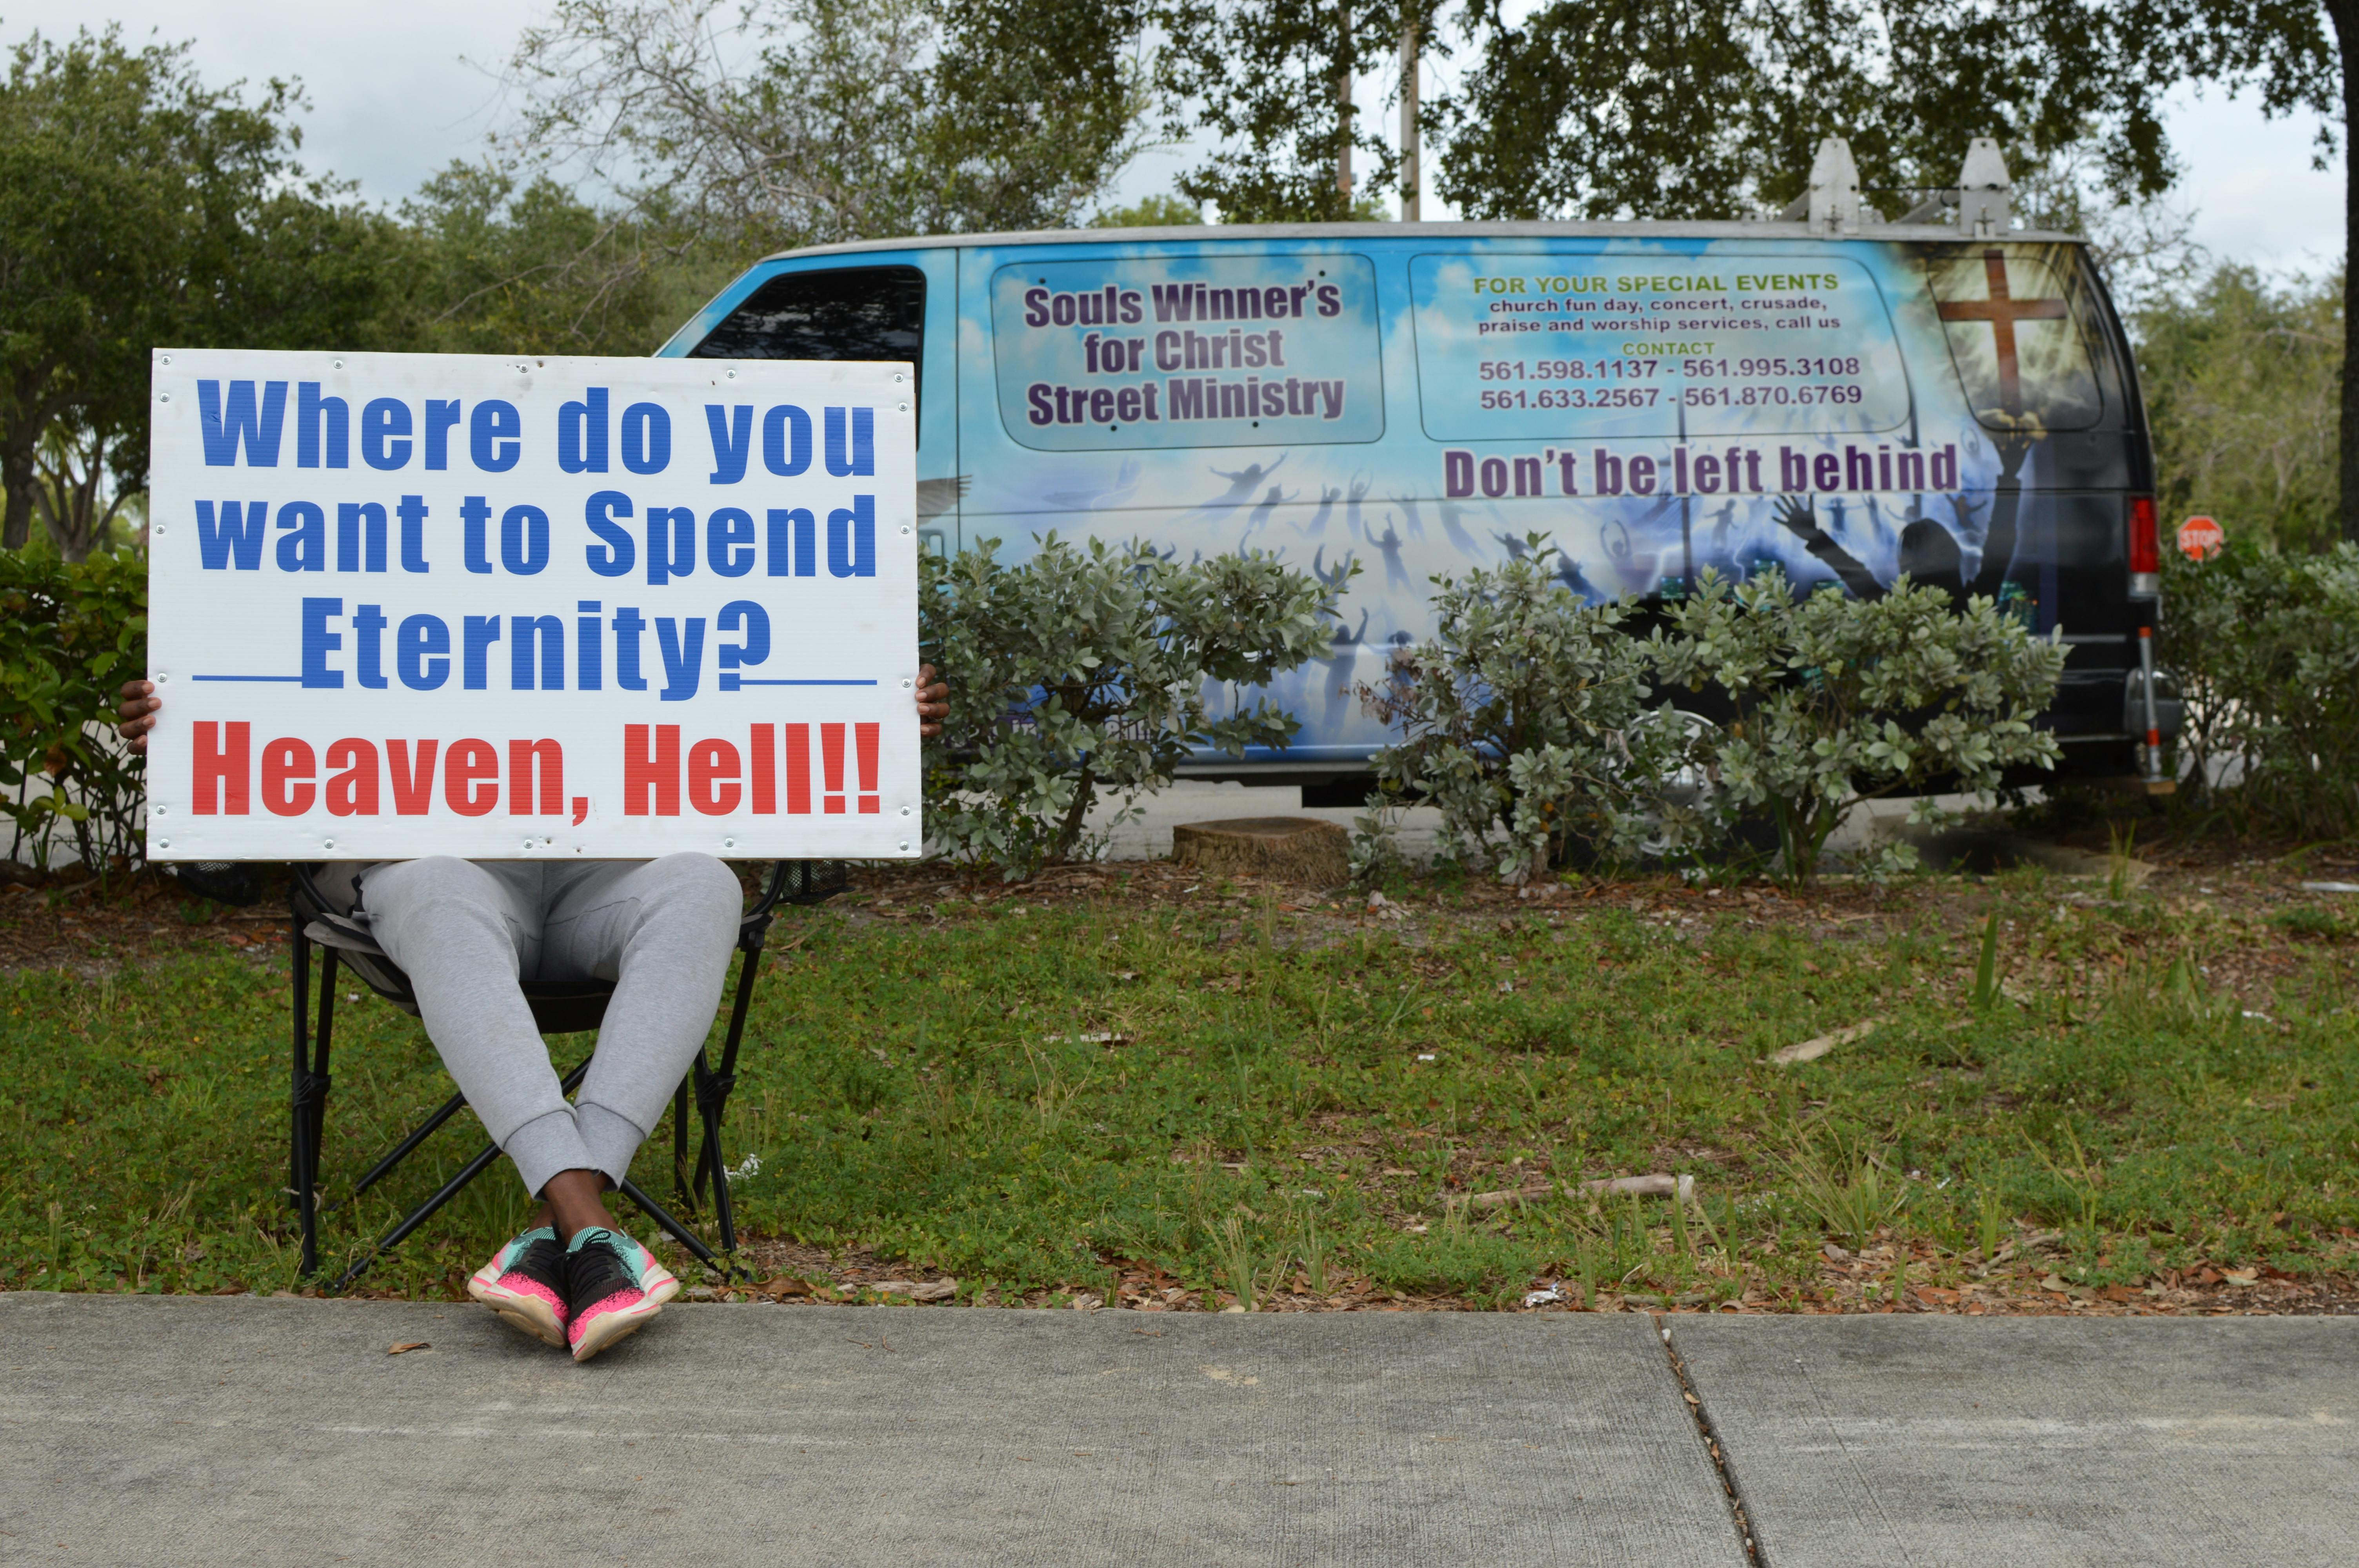 Where do you
want to Spend
Eternity?
Heaven, Hell!!
Souls Winner's
for Christ
Street Ministry
FOR YOUR SPECIAL EVENTS
church fun day, concert, crusade,
praise and worship services, call us
CONTACT
561.598.1137 - 561.995.3108
561.633.2567 - 561.870.6769
Don't be left behind
STOP